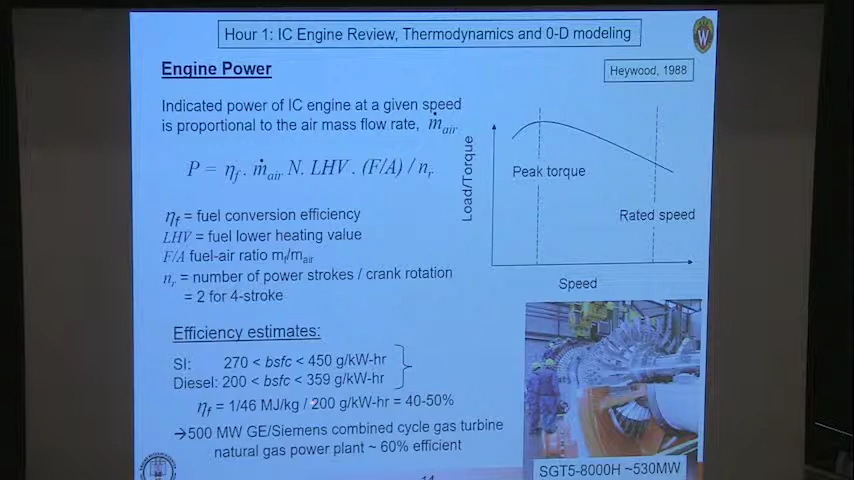 Hour 1: IC Engine Review, Thermodynamics and 0-D modeling
W
Engine Power
Heywood, 1988
Indicated power of IC engine at a given speed
is proportional to the air mass flow rate, ṁair
P = ηf . ṁair N. LHV . (F/A) / nr
ηf = fuel conversion efficiency
LHV = fuel lower heating value
F/A fuel-air ratio mf/mair
nr = number of power strokes / crank rotation
= 2 for 4-stroke
Load/Torque
Peak torque
Rated speed
Speed
Efficiency estimates:
SI: 270 < bsfc < 450 g/kW-hr
Diesel: 200 < bsfc < 359 g/kW-hr
ηf = 1/46 MJ/kg / 200 g/kW-hr = 40-50%
→500 MW GE/Siemens combined cycle gas turbine
natural gas power plant ~ 60% efficient
SGT5-8000H ~530MW
14